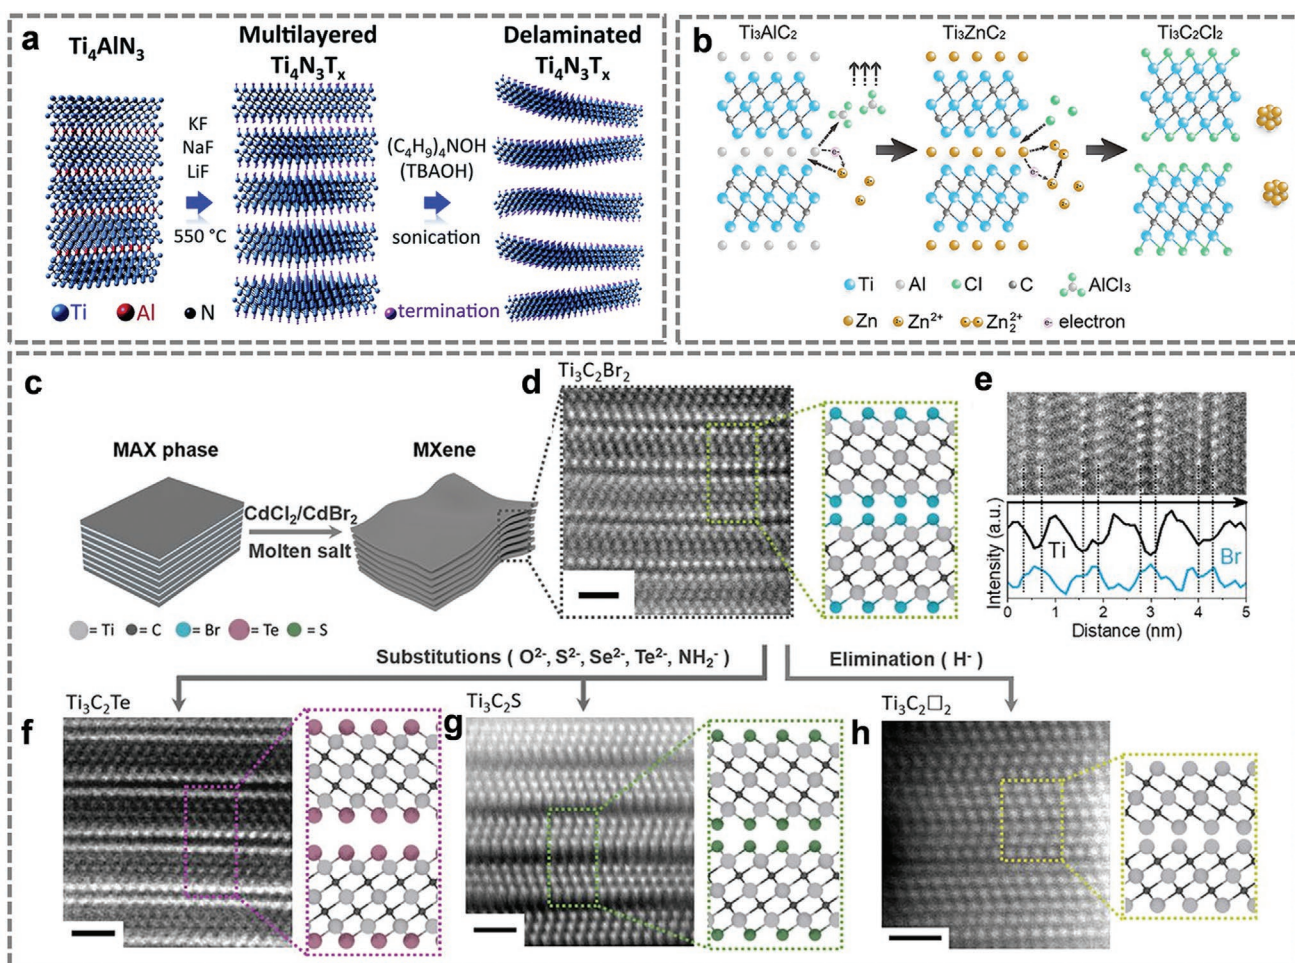 a
Ti₄AlN₃
Multilayered
Ti₄N₃Tₓ
Delaminated
Ti₄N₃Tₓ
KF
NaF
LiF
550 °C
(C₄H₉)₄NOH
(TBAOH)
sonication
Ti
Al
N
termination
b
Ti₃AlC₂
Ti₃ZnC₂
Ti₃C₂Cl₂
e⁻
e⁻
Ti
Al
Cl
C
AlCl₃
Zn
Zn²⁺
Zn₂²⁺
e⁻
electron
c
MAX phase
MXene
CdCl₂/CdBr₂
Molten salt
= Ti
= C
= Br
= Te
= S
d
Ti₃C₂Br₂
e
Intensity (a.u.)
Ti
Br
0 1 2 3 4 5
Distance (nm)
Substitutions ( O²⁻, S²⁻, Se²⁻, Te²⁻, NH₂⁻ )
Elimination ( H⁻ )
f
Ti₃C₂Te
g
Ti₃C₂S
h
Ti₃C₂□₂